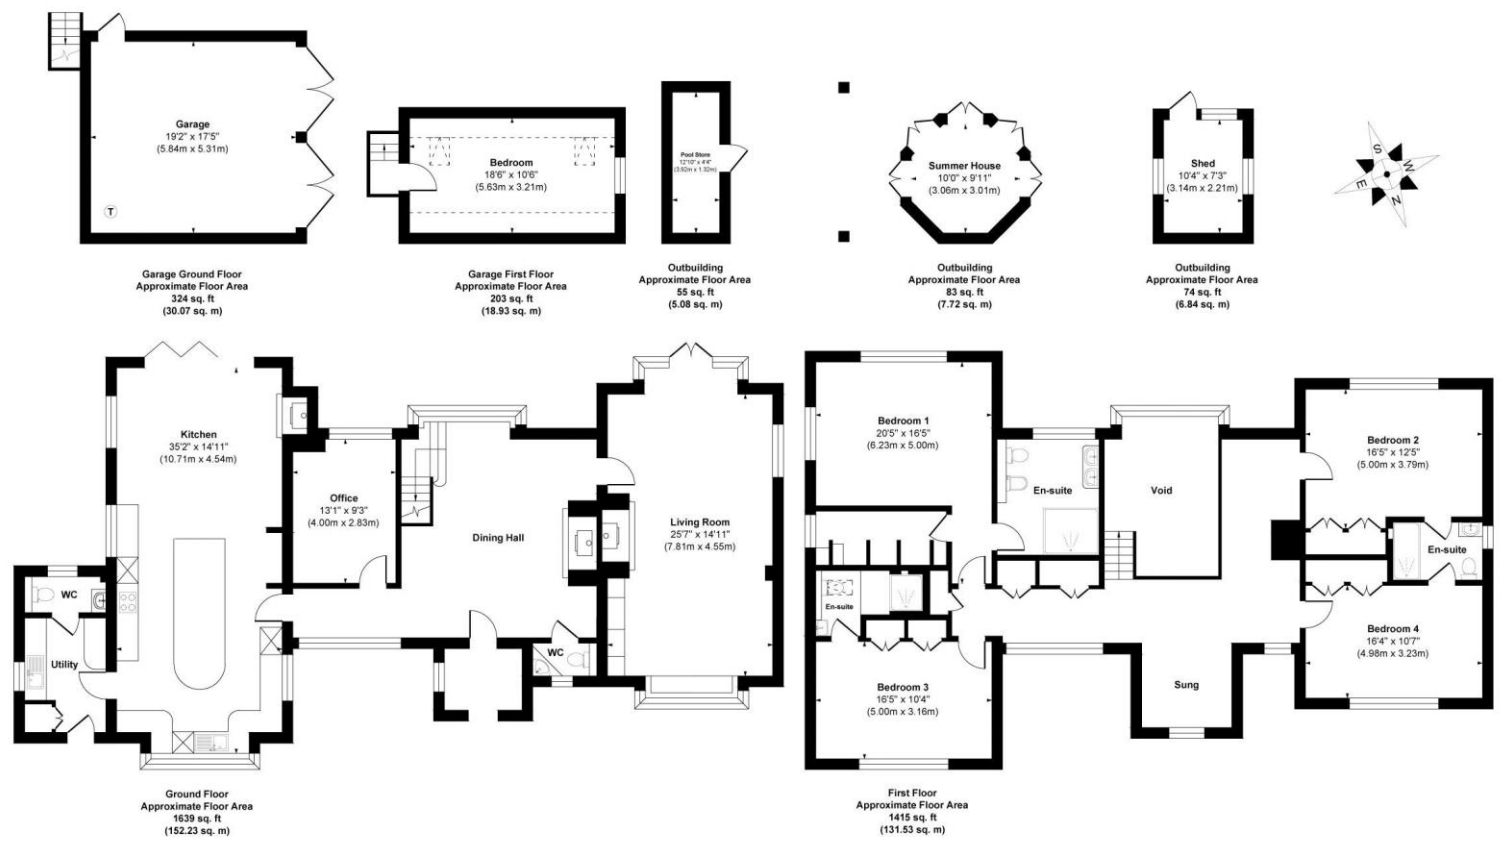 Garage
19'2" x 17'5"
(5.84m x 5.31m)
T
Garage Ground Floor
Approximate Floor Area
324 sq. ft
(30.07 sq. m)
Bedroom
18'6" x 10'6"
(5.63m x 3.21m)
Garage First Floor
Approximate Floor Area
203 sq. ft
(18.93 sq. m)
Pool Store
12'10" x 4'4"
(3.92m x 1.32m)
Outbuilding
Approximate Floor Area
55 sq. ft
(5.08 sq. m)
Summer House
10'0" x 9'11"
(3.06m x 3.01m)
Outbuilding
Approximate Floor Area
83 sq. ft
(7.72 sq. m)
Shed
10'4" x 7'3"
(3.14m x 2.21m)
Outbuilding
Approximate Floor Area
74 sq. ft
(6.84 sq. m)
S
W
E
N
Kitchen
35'2" x 14'11"
(10.71m x 4.54m)
Office
13'1" x 9'3"
(4.00m x 2.83m)
Dining Hall
Living Room
25'7" x 14'11"
(7.81m x 4.55m)
WC
Utility
WC
Ground Floor
Approximate Floor Area
1639 sq. ft
(152.23 sq. m)
Bedroom 1
20'5" x 16'5"
(6.23m x 5.00m)
En-suite
Void
Bedroom 2
16'5" x 12'5"
(5.00m x 3.79m)
En-suite
En-suite
Bedroom 4
16'4" x 10'7"
(4.98m x 3.23m)
Bedroom 3
16'5" x 10'4"
(5.00m x 3.16m)
Sung
First Floor
Approximate Floor Area
1415 sq. ft
(131.53 sq. m)